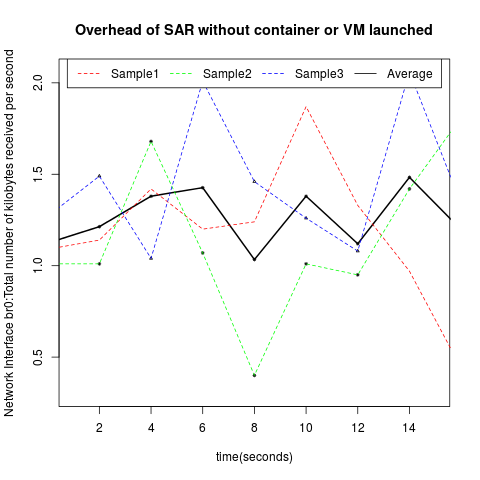 Overhead of SAR without container or VM launched
Sample1 Sample2 Sample3 Average
Network Interface br0:Total number of kilobytes received per second
2.0
1.5
1.0
0.5
2 4 6 8 10 12 14
time(seconds)